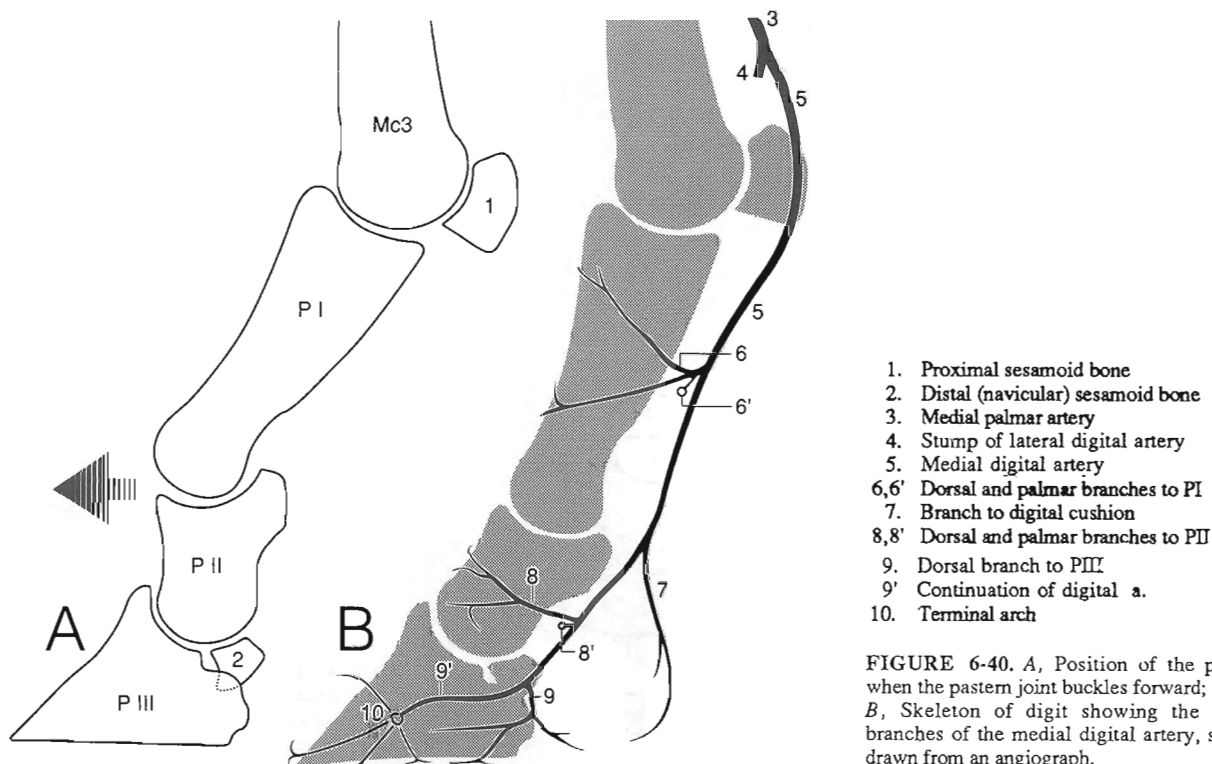 Mc3
1
P I
P II
2
P III
A
3
4
5
5
6
6'
7
8
8'
9'
9
10
B
1. Proximal sesamoid bone
2. Distal (navicular) sesamoid bone
3. Medial palmar artery
4. Stump of lateral digital artery
5. Medial digital artery
6,6' Dorsal and palmar branches to PI
7. Branch to digital cushion
8,8' Dorsal and palmar branches to PII
9. Dorsal branch to PIII
9' Continuation of digital a.
10. Terminal arch
FIGURE 6-40. A, Position of the p
when the pastern joint buckles forward;
B, Skeleton of digit showing the
branches of the medial digital artery, s
drawn from an angiograph.